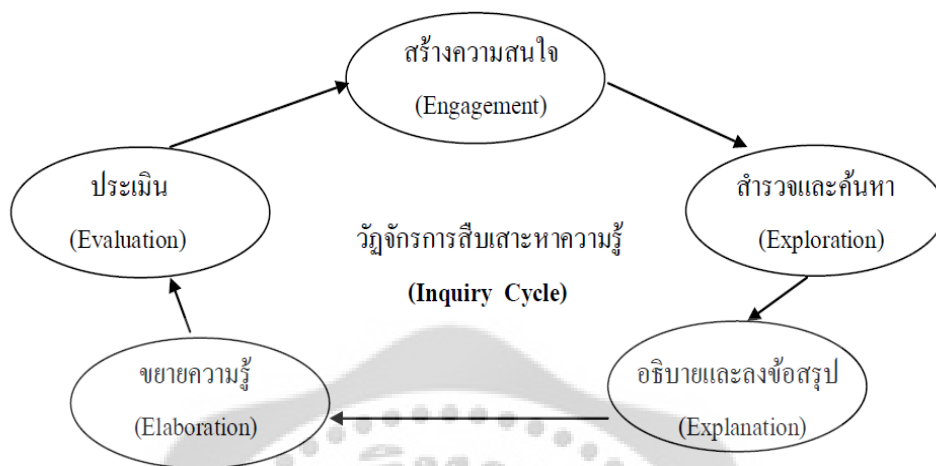 สร้างความสนใจ
(Engagement)
ประเมิน
(Evaluation)
สำรวจและค้นหา
(Exploration)
วัฏจักรการสืบเสาะหาความรู้
(Inquiry Cycle)
ขยายความรู้
(Elaboration)
อธิบายและลงข้อสรุป
(Explanation)